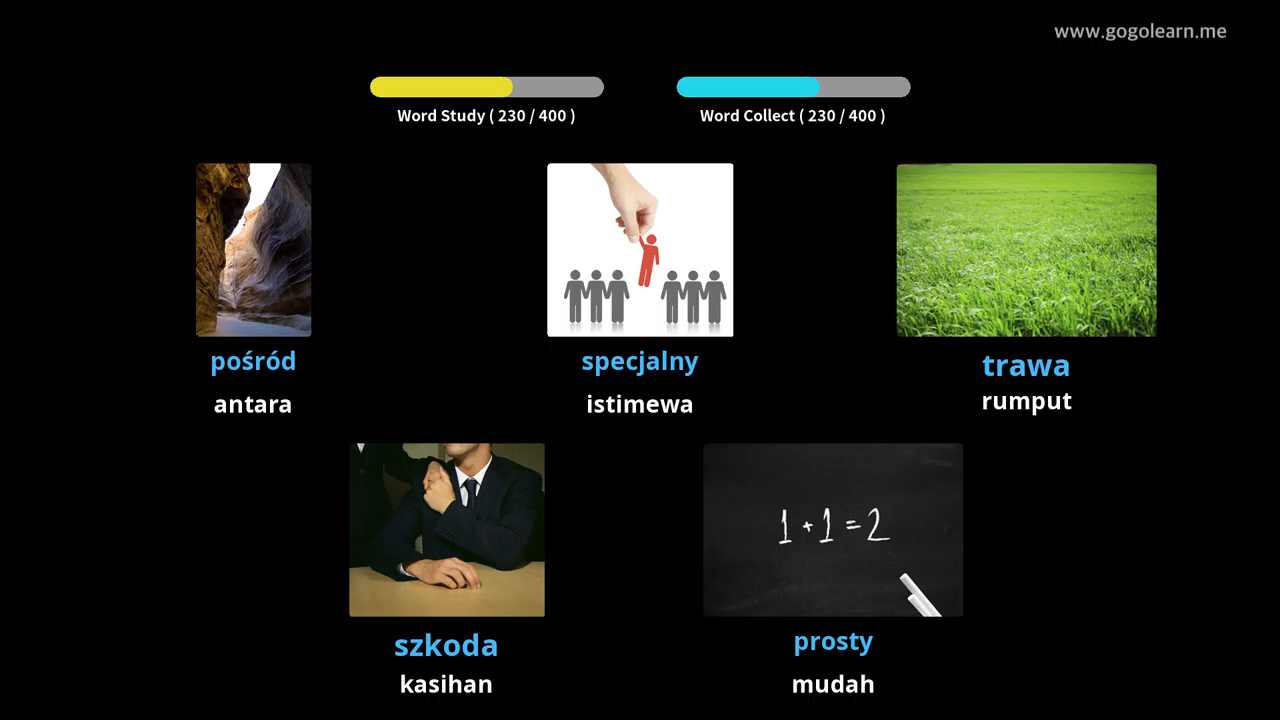 www.gogolearn.me
Word Study ( 230 / 400 )
Word Collect ( 230 / 400 )
pośród
antara
specjalny
istimewa
trawa
rumput
szkoda
kasihan
1 + 1 = 2
prosty
mudah